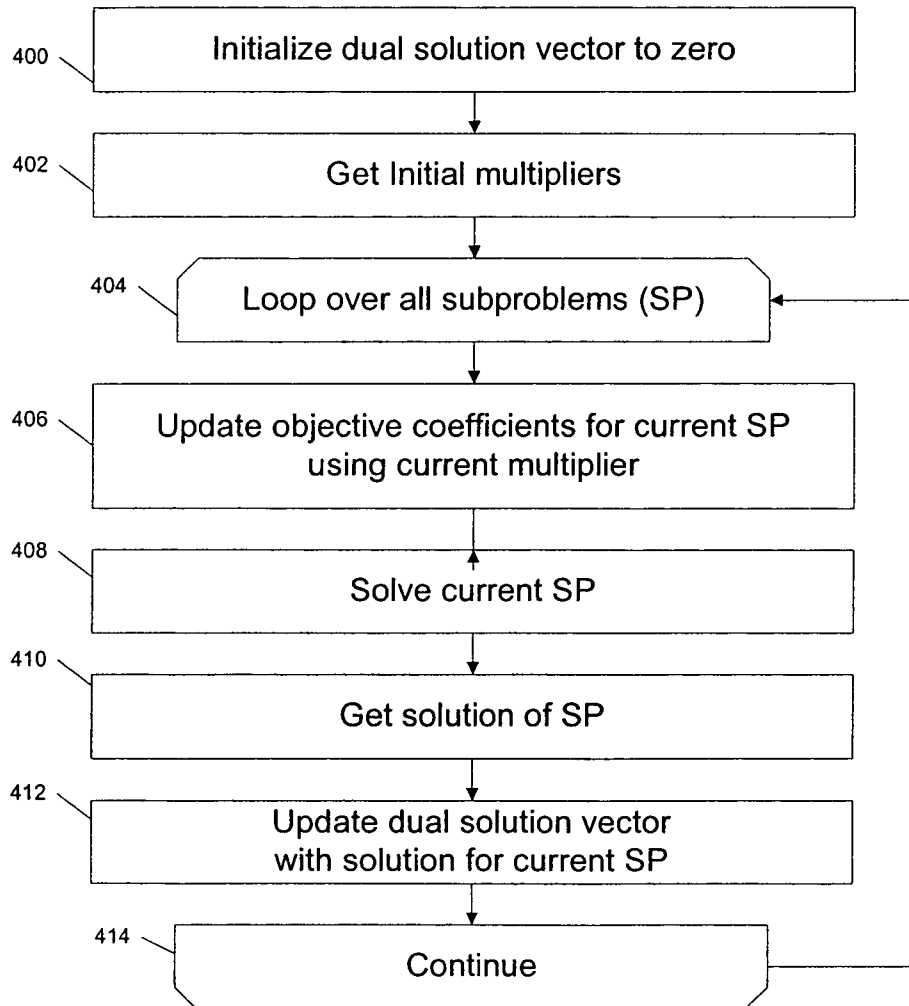 400
Initialize dual solution vector to zero
402
Get Initial multipliers
404
Loop over all subproblems (SP)
406
Update objective coefficients for current SP
using current multiplier
408
Solve current SP
410
Get solution of SP
412
Update dual solution vector
with solution for current SP
414
Continue